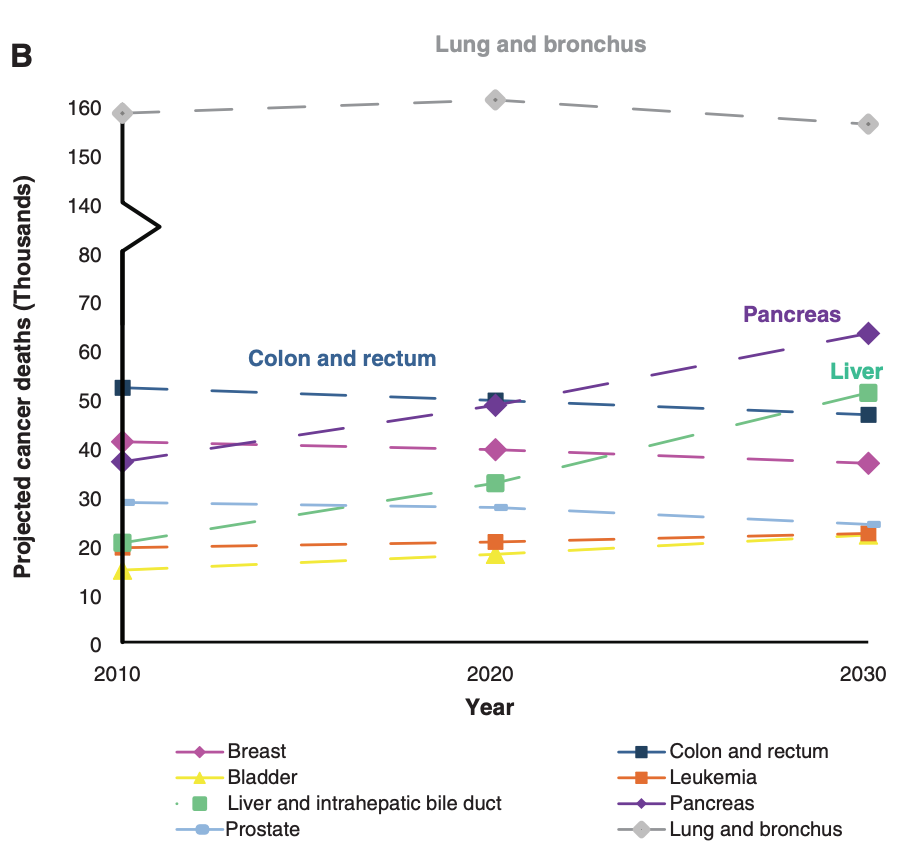 B
Lung and bronchus
160
150
140
80
70
60
50
40
30
20
10
0
Projected cancer deaths (Thousands)
Colon and rectum
Pancreas
Liver
2010 2020 2030
Year
Breast Colon and rectum
Bladder Leukemia
Liver and intrahepatic bile duct Pancreas
Prostate Lung and bronchus